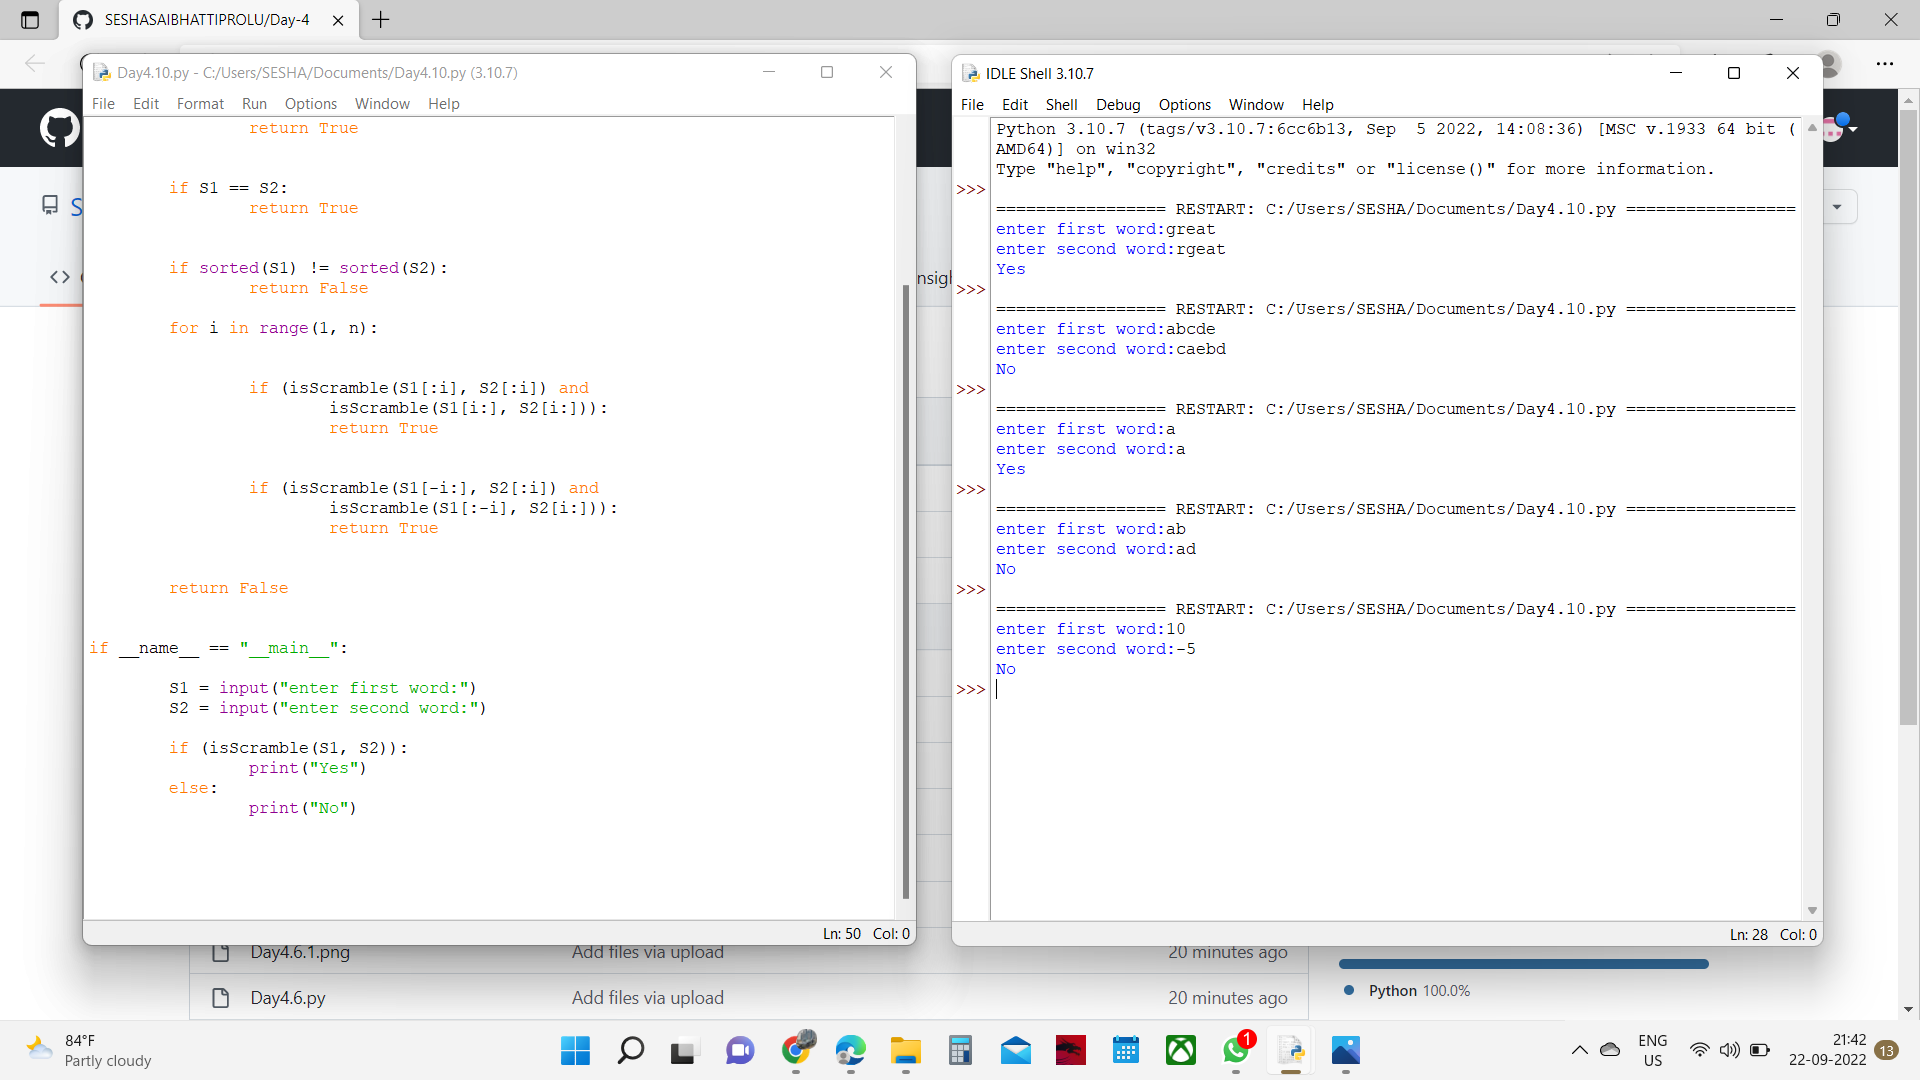 SESHASAIBHATTIPROLU/Day-4
Day4.10.py - C:/Users/SESHA/Documents/Day4.10.py (3.10.7)
File Edit Format Run Options Window Help
return True
if S1 == S2:
return True
if sorted(S1) != sorted(S2):
return False
for i in range(1, n):
if (isScramble(S1[:i], S2[:i]) and
isScramble(S1[i:], S2[i:])):
return True
if (isScramble(S1[-i:], S2[:i]) and
isScramble(S1[:-i], S2[i:])):
return True
return False
if __name__ == "__main__":
S1 = input("enter first word:")
S2 = input("enter second word:")
if (isScramble(S1, S2)):
print("Yes")
else:
print("No")
Ln: 50 Col: 0
IDLE Shell 3.10.7
File Edit Shell Debug Options Window Help
Python 3.10.7 (tags/v3.10.7:6cc6b13, Sep  5 2022, 14:08:36) [MSC v.1933 64 bit (
AMD64)] on win32
Type "help", "copyright", "credits" or "license()" for more information.
>>>
================= RESTART: C:/Users/SESHA/Documents/Day4.10.py =================
enter first word:great
enter second word:rgeat
Yes
>>>
================= RESTART: C:/Users/SESHA/Documents/Day4.10.py =================
enter first word:abcde
enter second word:caebd
No
>>>
================= RESTART: C:/Users/SESHA/Documents/Day4.10.py =================
enter first word:a
enter second word:a
Yes
>>>
================= RESTART: C:/Users/SESHA/Documents/Day4.10.py =================
enter first word:ab
enter second word:ad
No
>>>
================= RESTART: C:/Users/SESHA/Documents/Day4.10.py =================
enter first word:10
enter second word:-5
No
>>>
Ln: 28 Col: 0
Day4.6.1.png Add files via upload 20 minutes ago
Day4.6.py Add files via upload 20 minutes ago
Python 100.0%
84°F
Partly cloudy
1
ENG
US
21:42
22-09-2022
13